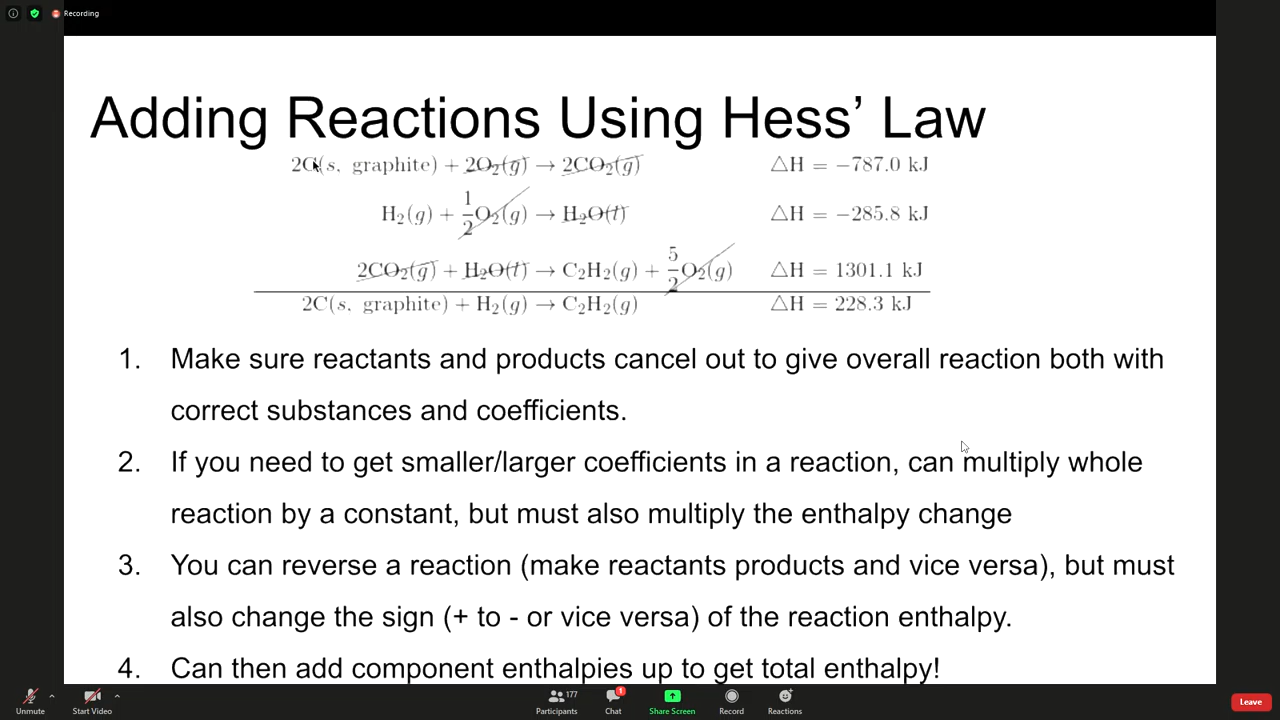 Recording
Adding Reactions Using Hess’ Law
2C(s, graphite) + 2O₂(g) → 2CO₂(g) △H = −787.0 kJ
H₂(g) + 1/2 O₂(g) → H₂O(l) △H = −285.8 kJ
2CO₂(g) + H₂O(l) → C₂H₂(g) + 5/2 O₂(g) △H = 1301.1 kJ
2C(s, graphite) + H₂(g) → C₂H₂(g) △H = 228.3 kJ
1. Make sure reactants and products cancel out to give overall reaction both with
correct substances and coefficients.
2. If you need to get smaller/larger coefficients in a reaction, can multiply whole
reaction by a constant, but must also multiply the enthalpy change
3. You can reverse a reaction (make reactants products and vice versa), but must
also change the sign (+ to - or vice versa) of the reaction enthalpy.
4. Can then add component enthalpies up to get total enthalpy!
177 1
Unmute Start Video Participants Chat Share Screen Record Reactions Leave